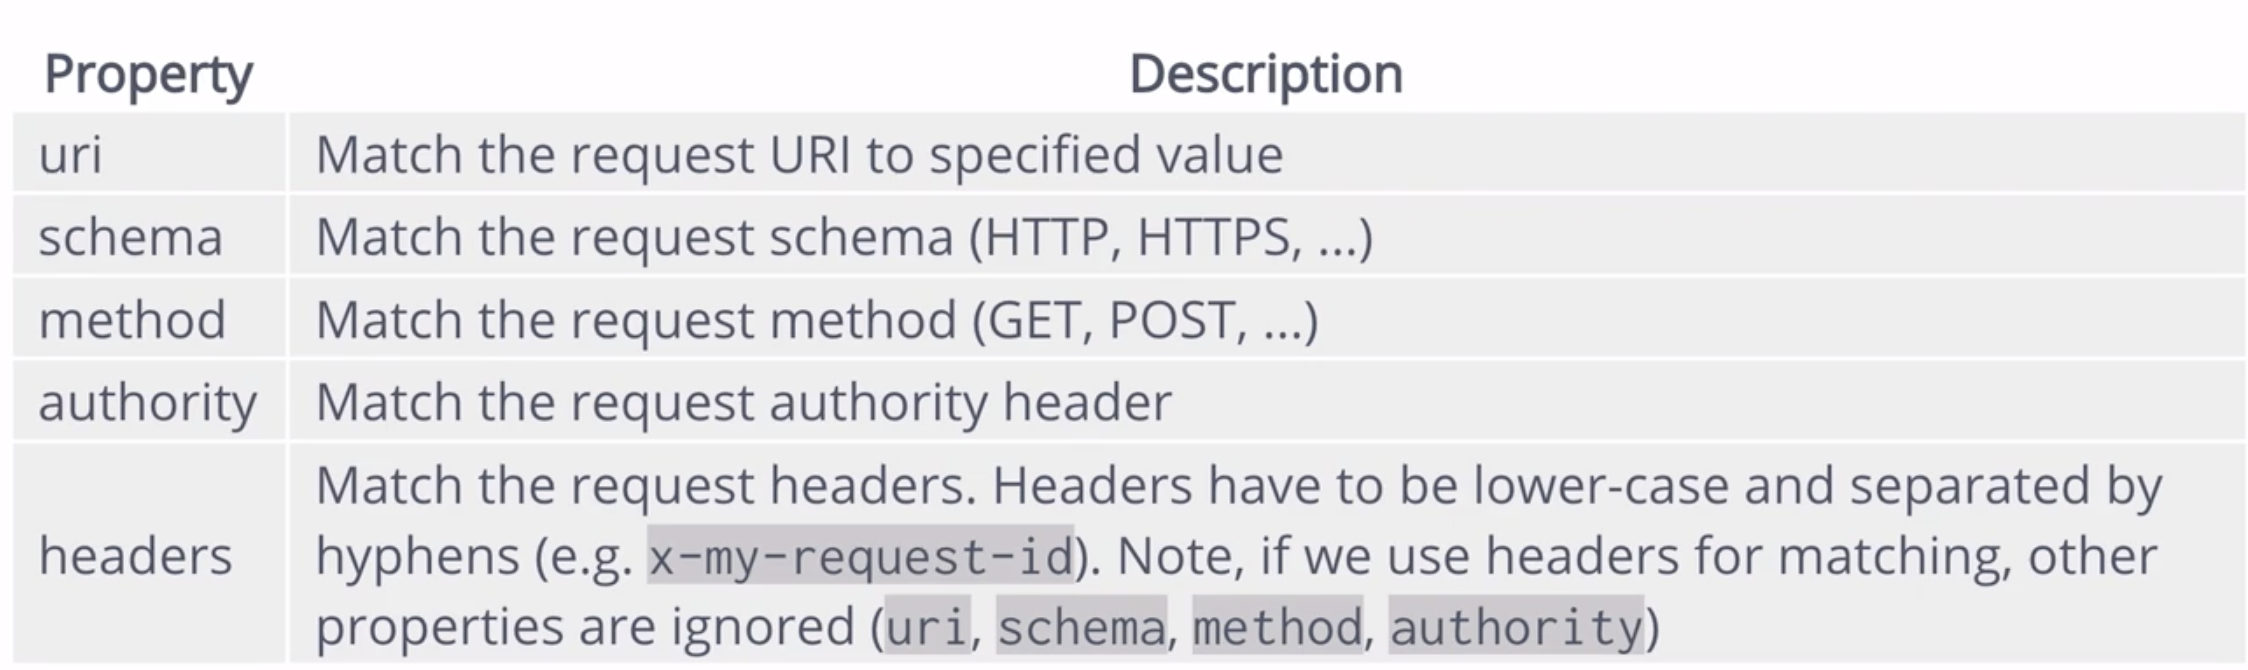 Property Description
uri Match the request URI to specified value
schema Match the request schema (HTTP, HTTPS, ...)
method Match the request method (GET, POST, ...)
authority Match the request authority header
headers Match the request headers. Headers have to be lower-case and separated by
hyphens (e.g. x-my-request-id). Note, if we use headers for matching, other
properties are ignored (uri, schema, method, authority)